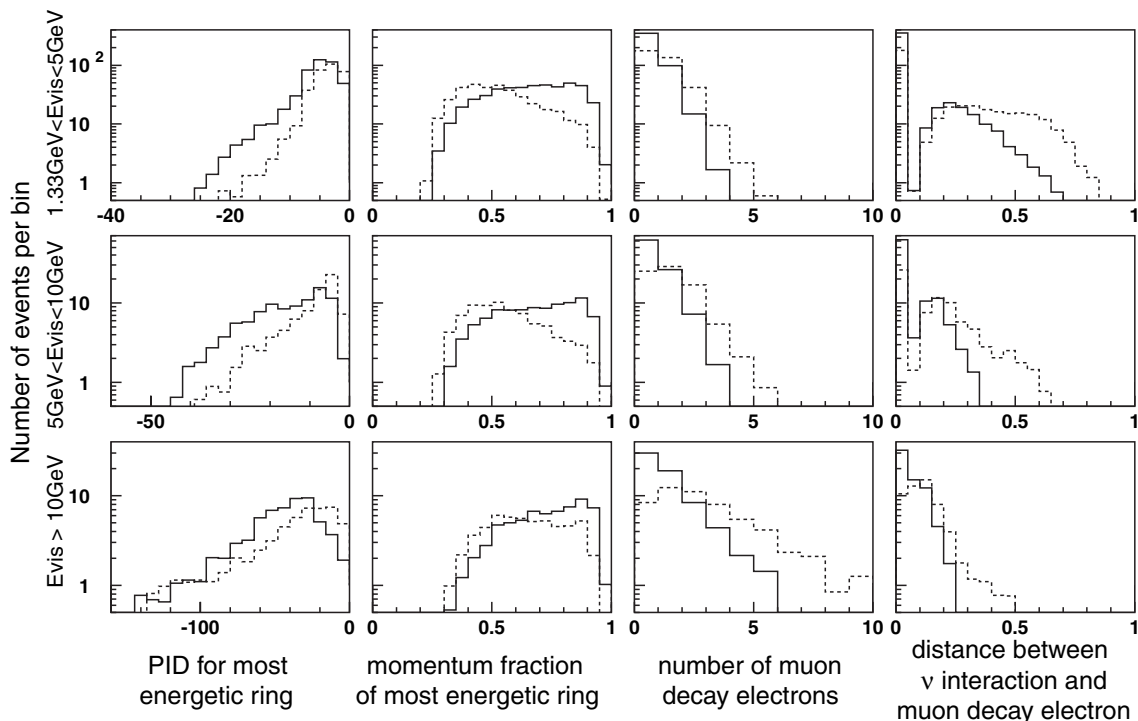 Number of events per bin
1.33GeV<Evis<5GeV
10 2
10
1
-40 -20 0
0 0.5 1
0 5 10
0 0.5 1
5GeV<Evis<10GeV
10
1
-50 0
0 0.5 1
0 5 10
0 0.5 1
Evis > 10GeV
10
1
-100 0
0 0.5 1
0 5 10
0 0.5 1
PID for most
energetic ring
momentum fraction
of most energetic ring
number of muon
decay electrons
distance between
ν interaction and
muon decay electron